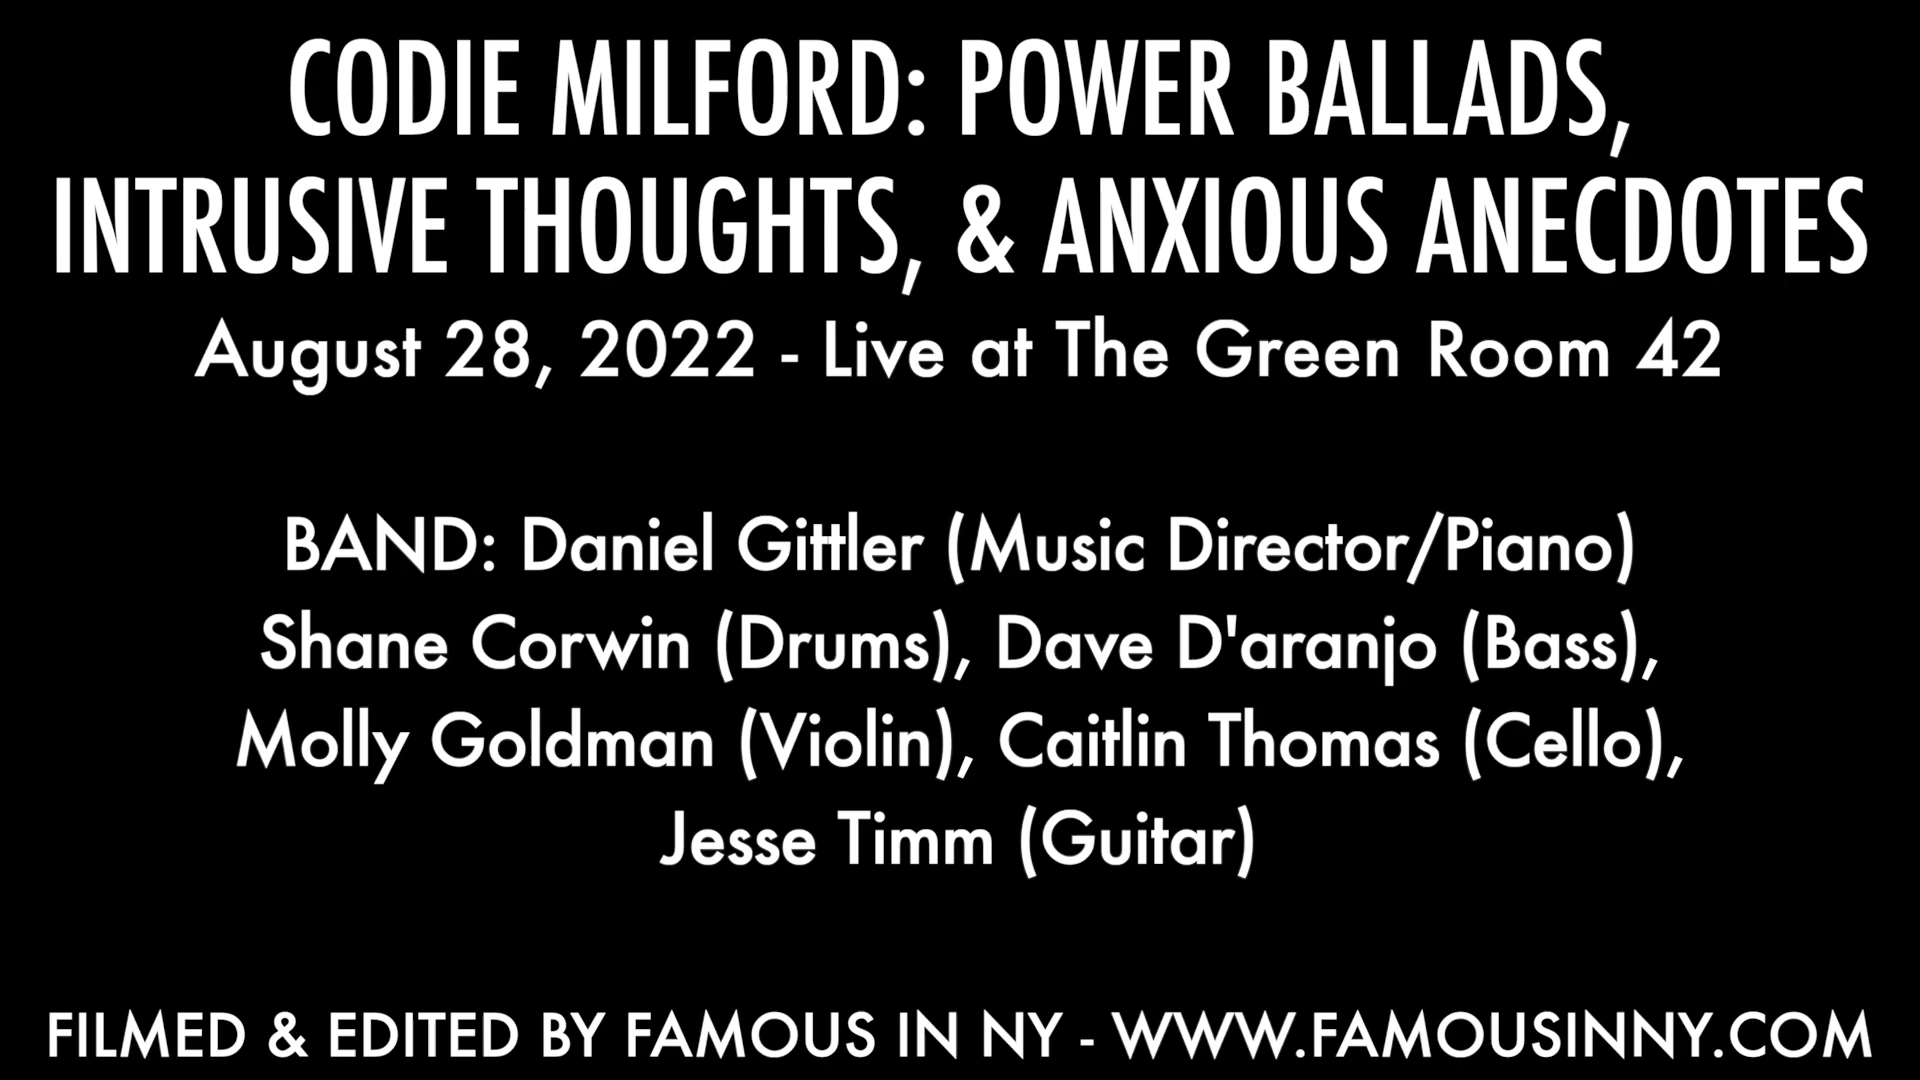 CODIE MILFORD: POWER BALLADS,
INTRUSIVE THOUGHTS, & ANXIOUS ANECDOTES
August 28, 2022 - Live at The Green Room 42
BAND: Daniel Gittler (Music Director/Piano)
Shane Corwin (Drums), Dave D'aranjo (Bass),
Molly Goldman (Violin), Caitlin Thomas (Cello),
Jesse Timm (Guitar)
FILMED & EDITED BY FAMOUS IN NY - WWW.FAMOUSINNY.COM